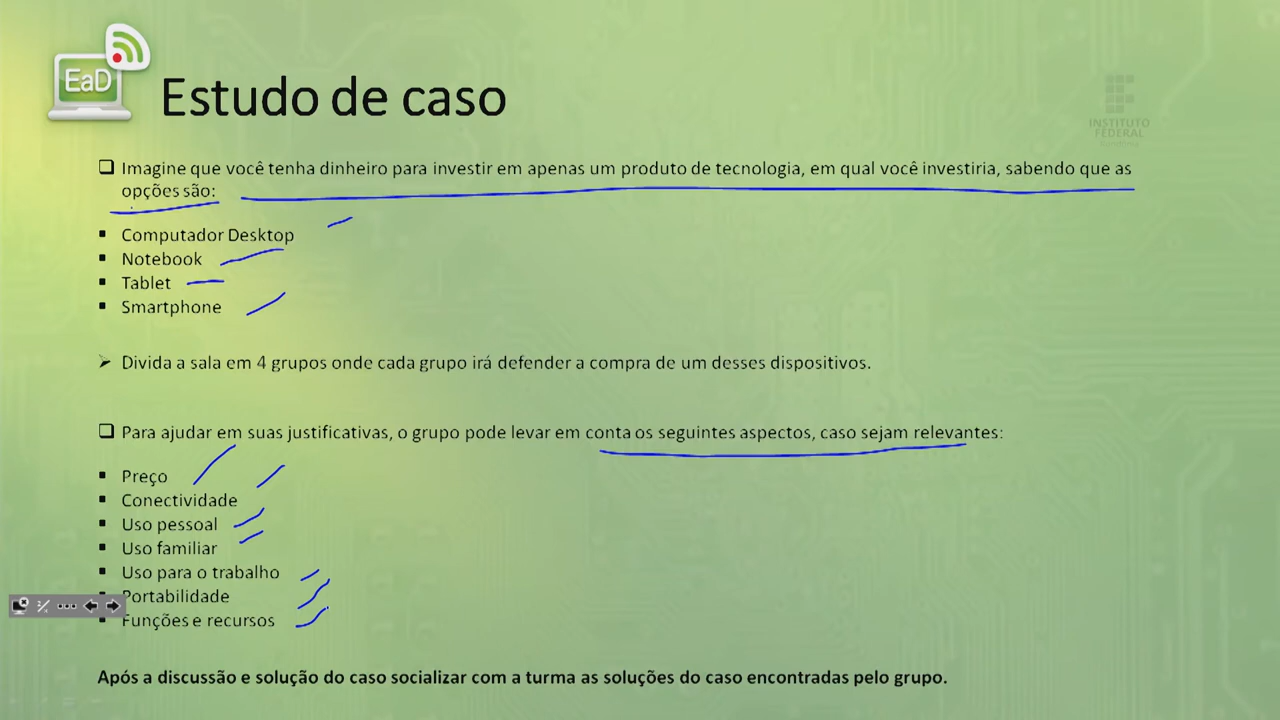 EaD
Estudo de caso
INSTITUTO
FEDERAL
Imagine que você tenha dinheiro para investir em apenas um produto de tecnologia, em qual você investiria, sabendo que as
opções são:
Computador Desktop
Notebook
Tablet
Smartphone
Divida a sala em 4 grupos onde cada grupo irá defender a compra de um desses dispositivos.
Para ajudar em suas justificativas, o grupo pode levar em conta os seguintes aspectos, caso sejam relevantes:
Preço
Conectividade
Uso pessoal
Uso familiar
Uso para o trabalho
Portabilidade
Funções e recursos
Após a discussão e solução do caso socializar com a turma as soluções do caso encontradas pelo grupo.